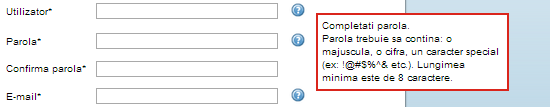 Utilizator*
Parola*
Confirma parola*
E-mail*
Completati parola.
Parola trebuie sa contina: o
majuscula, o cifra, un caracter special
(ex: !@#$%^& etc.). Lungimea
minima este de 8 caractere.